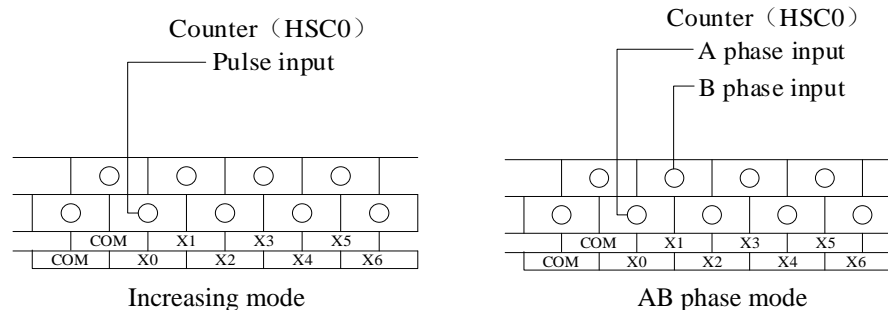 Counter（HSC0）
Pulse input
COM X1 X3 X5
COM X0 X2 X4 X6
Increasing mode
Counter（HSC0）
A phase input
B phase input
COM X1 X3 X5
COM X0 X2 X4 X6
AB phase mode